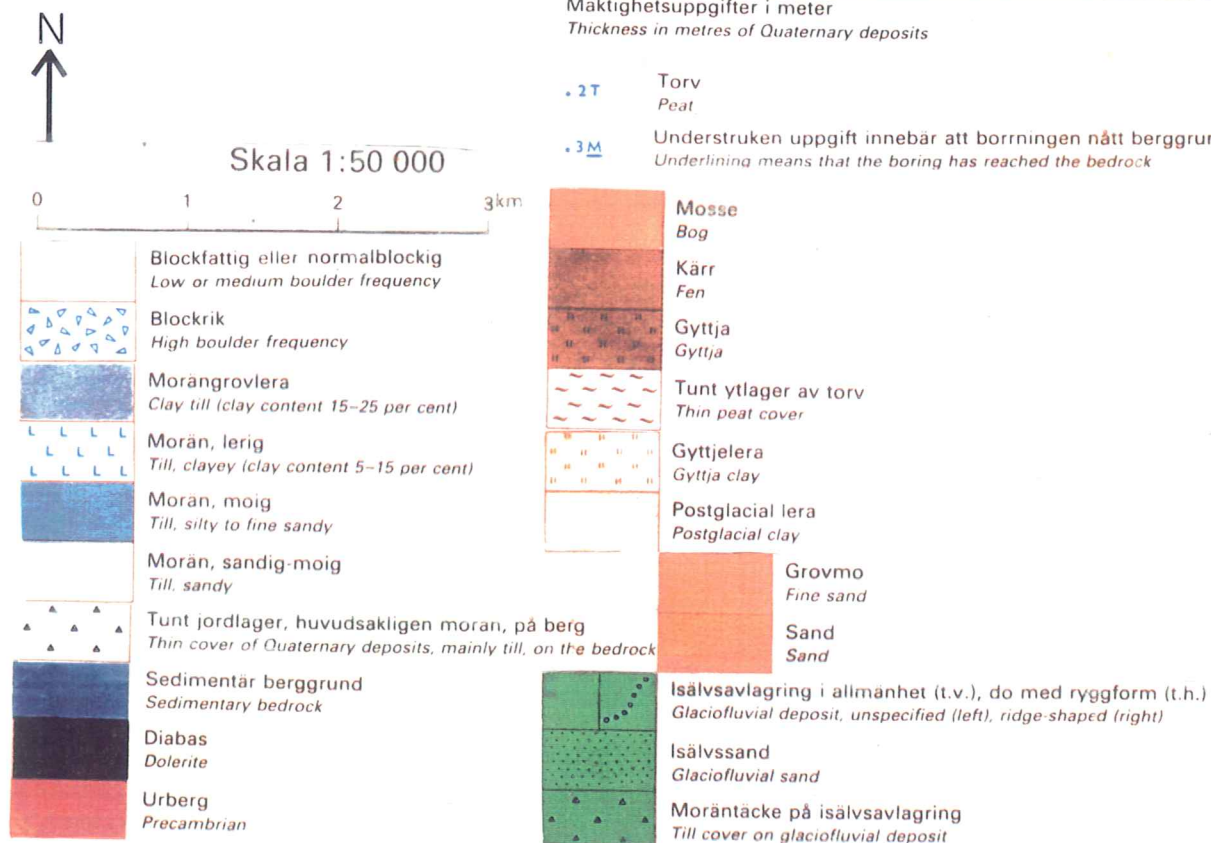 N
Skala 1:50 000
0 1 2 3km
Blockfattig eller normalblockig
Low or medium boulder frequency
Blockrik
High boulder frequency
Morängrovlera
Clay till (clay content 15–25 per cent)
Morän, lerig
Till, clayey (clay content 5–15 per cent)
Morän, moig
Till, silty to fine sandy
Morän, sandig-moig
Till, sandy
Tunt jordlager, huvudsakligen moran, på berg
Thin cover of Quaternary deposits, mainly till, on the bedrock
Sedimentär berggrund
Sedimentary bedrock
Diabas
Dolerite
Urberg
Precambrian
Mäktighetsuppgifter i meter
Thickness in metres of Quaternary deposits
. 2T Torv
Peat
. 3M Understruken uppgift innebär att borrningen nått berggrun
Underlining means that the boring has reached the bedrock
Mosse
Bog
Kärr
Fen
Gyttja
Gyttja
Tunt ytlager av torv
Thin peat cover
Gyttjelera
Gyttja clay
Postglacial lera
Postglacial clay
Grovmo
Fine sand
Sand
Sand
Isälvsavlagring i allmänhet (t.v.), do med ryggform (t.h.)
Glaciofluvial deposit, unspecified (left), ridge-shaped (right)
Isälvssand
Glaciofluvial sand
Moräntäcke på isälvsavlagring
Till cover on glaciofluvial deposit